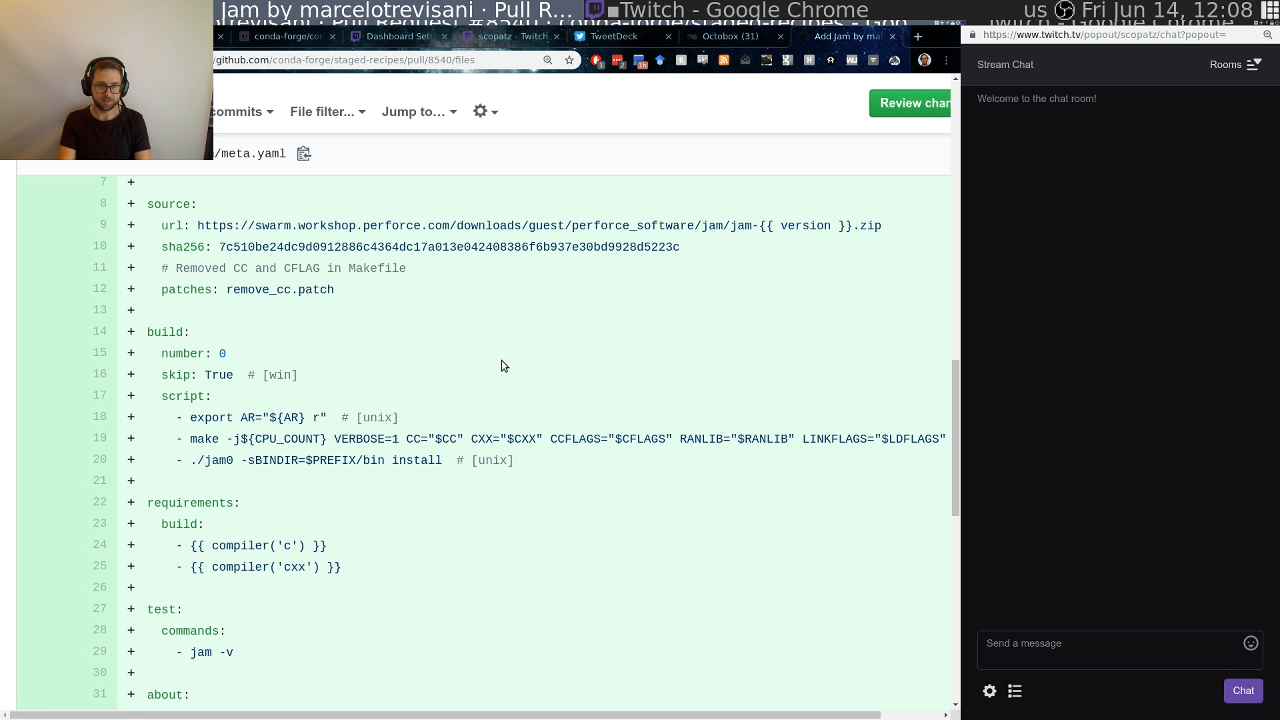 Jam by marcelotrevisani · Pull R...
Twitch - Google Chrome
us
Fri Jun 14, 12:08
conda-forge/con
Dashboard Set
scopatz - Twitch
TweetDeck
Octobox (31)
Add Jam by ma
https://www.twitch.tv/popout/scopatz/chat?popout=
github.com/conda-forge/staged-recipes/pull/8540/files
Stream Chat
Rooms
commits
File filter...
Jump to...
Review char
Welcome to the chat room!
/meta.yaml
7 +
8 + source:
9 + url: https://swarm.workshop.perforce.com/downloads/guest/perforce_software/jam/jam-{{ version }}.zip
10 + sha256: 7c510be24dc9d0912886c4364dc17a013e042408386f6b937e30bd9928d5223c
11 + # Removed CC and CFLAG in Makefile
12 + patches: remove_cc.patch
13 +
14 + build:
15 + number: 0
16 + skip: True # [win]
17 + script:
18 + - export AR="${AR} r" # [unix]
19 + - make -j${CPU_COUNT} VERBOSE=1 CC="$CC" CXX="$CXX" CCFLAGS="$CFLAGS" RANLIB="$RANLIB" LINKFLAGS="$LDFLAGS"
20 + - ./jam0 -sBINDIR=$PREFIX/bin install # [unix]
21 +
22 + requirements:
23 + build:
24 + - {{ compiler('c') }}
25 + - {{ compiler('cxx') }}
26 +
27 + test:
28 + commands:
29 + - jam -v
30 +
31 + about:
Send a message
Chat